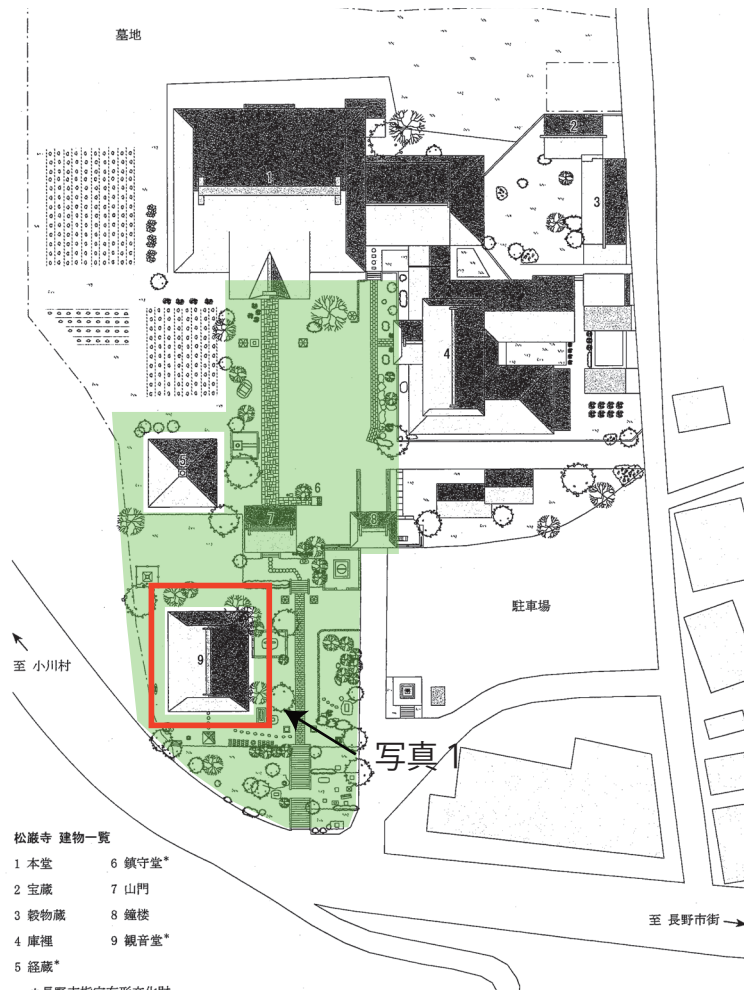 墓地
1
2
3
4
5
6
7
8
9
駐車場
至 小川村
写真1
松巌寺 建物一覧
1 本堂 6 鎮守堂*
2 宝蔵 7 山門
3 穀物蔵 8 鐘楼
4 庫裡 9 観音堂*
5 経蔵*
至 長野市街